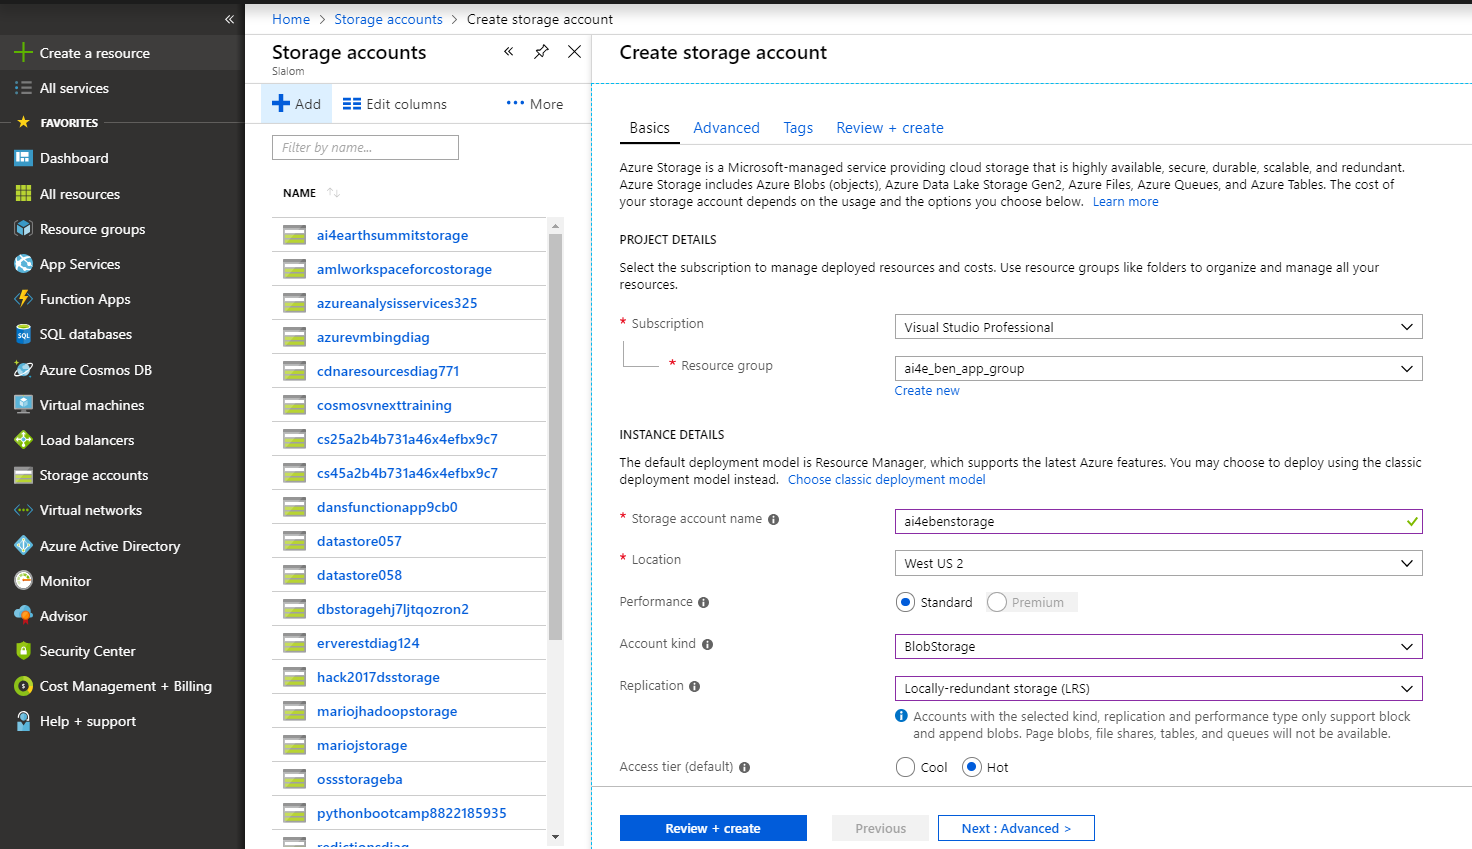 Home > Storage accounts > Create storage account
«
Create a resource
All services
FAVORITES
Dashboard
All resources
Resource groups
App Services
Function Apps
SQL databases
Azure Cosmos DB
Virtual machines
Load balancers
Storage accounts
Virtual networks
Azure Active Directory
Monitor
Advisor
Security Center
Cost Management + Billing
Help + support
Storage accounts «
Slalom
Add Edit columns ••• More
Filter by name...
NAME
ai4earthsummitstorage
amlworkspaceforcostorage
azureanalysisservices325
azurevmbingdiag
cdnaresourcesdiag771
cosmosvnexttraining
cs25a2b4b731a46x4efbx9c7
cs45a2b4b731a46x4efbx9c7
dansfunctionapp9cb0
datastore057
datastore058
dbstoragehj7ljtqozron2
erverestdiag124
hack2017dsstorage
mariojhadoopstorage
mariojstorage
ossstorageba
pythonbootcamp8822185935
redictionsdiag
Create storage account
Basics Advanced Tags Review + create
Azure Storage is a Microsoft-managed service providing cloud storage that is highly available, secure, durable, scalable, and redundant.
Azure Storage includes Azure Blobs (objects), Azure Data Lake Storage Gen2, Azure Files, Azure Queues, and Azure Tables. The cost of
your storage account depends on the usage and the options you choose below. Learn more
PROJECT DETAILS
Select the subscription to manage deployed resources and costs. Use resource groups like folders to organize and manage all your
resources.
* Subscription Visual Studio Professional
* Resource group ai4e_ben_app_group
Create new
INSTANCE DETAILS
The default deployment model is Resource Manager, which supports the latest Azure features. You may choose to deploy using the classic
deployment model instead. Choose classic deployment model
* Storage account name ai4ebenstorage
* Location West US 2
Performance Standard Premium
Account kind BlobStorage
Replication Locally-redundant storage (LRS)
Accounts with the selected kind, replication and performance type only support block
and append blobs. Page blobs, file shares, tables, and queues will not be available.
Access tier (default) Cool Hot
Review + create Previous Next : Advanced >